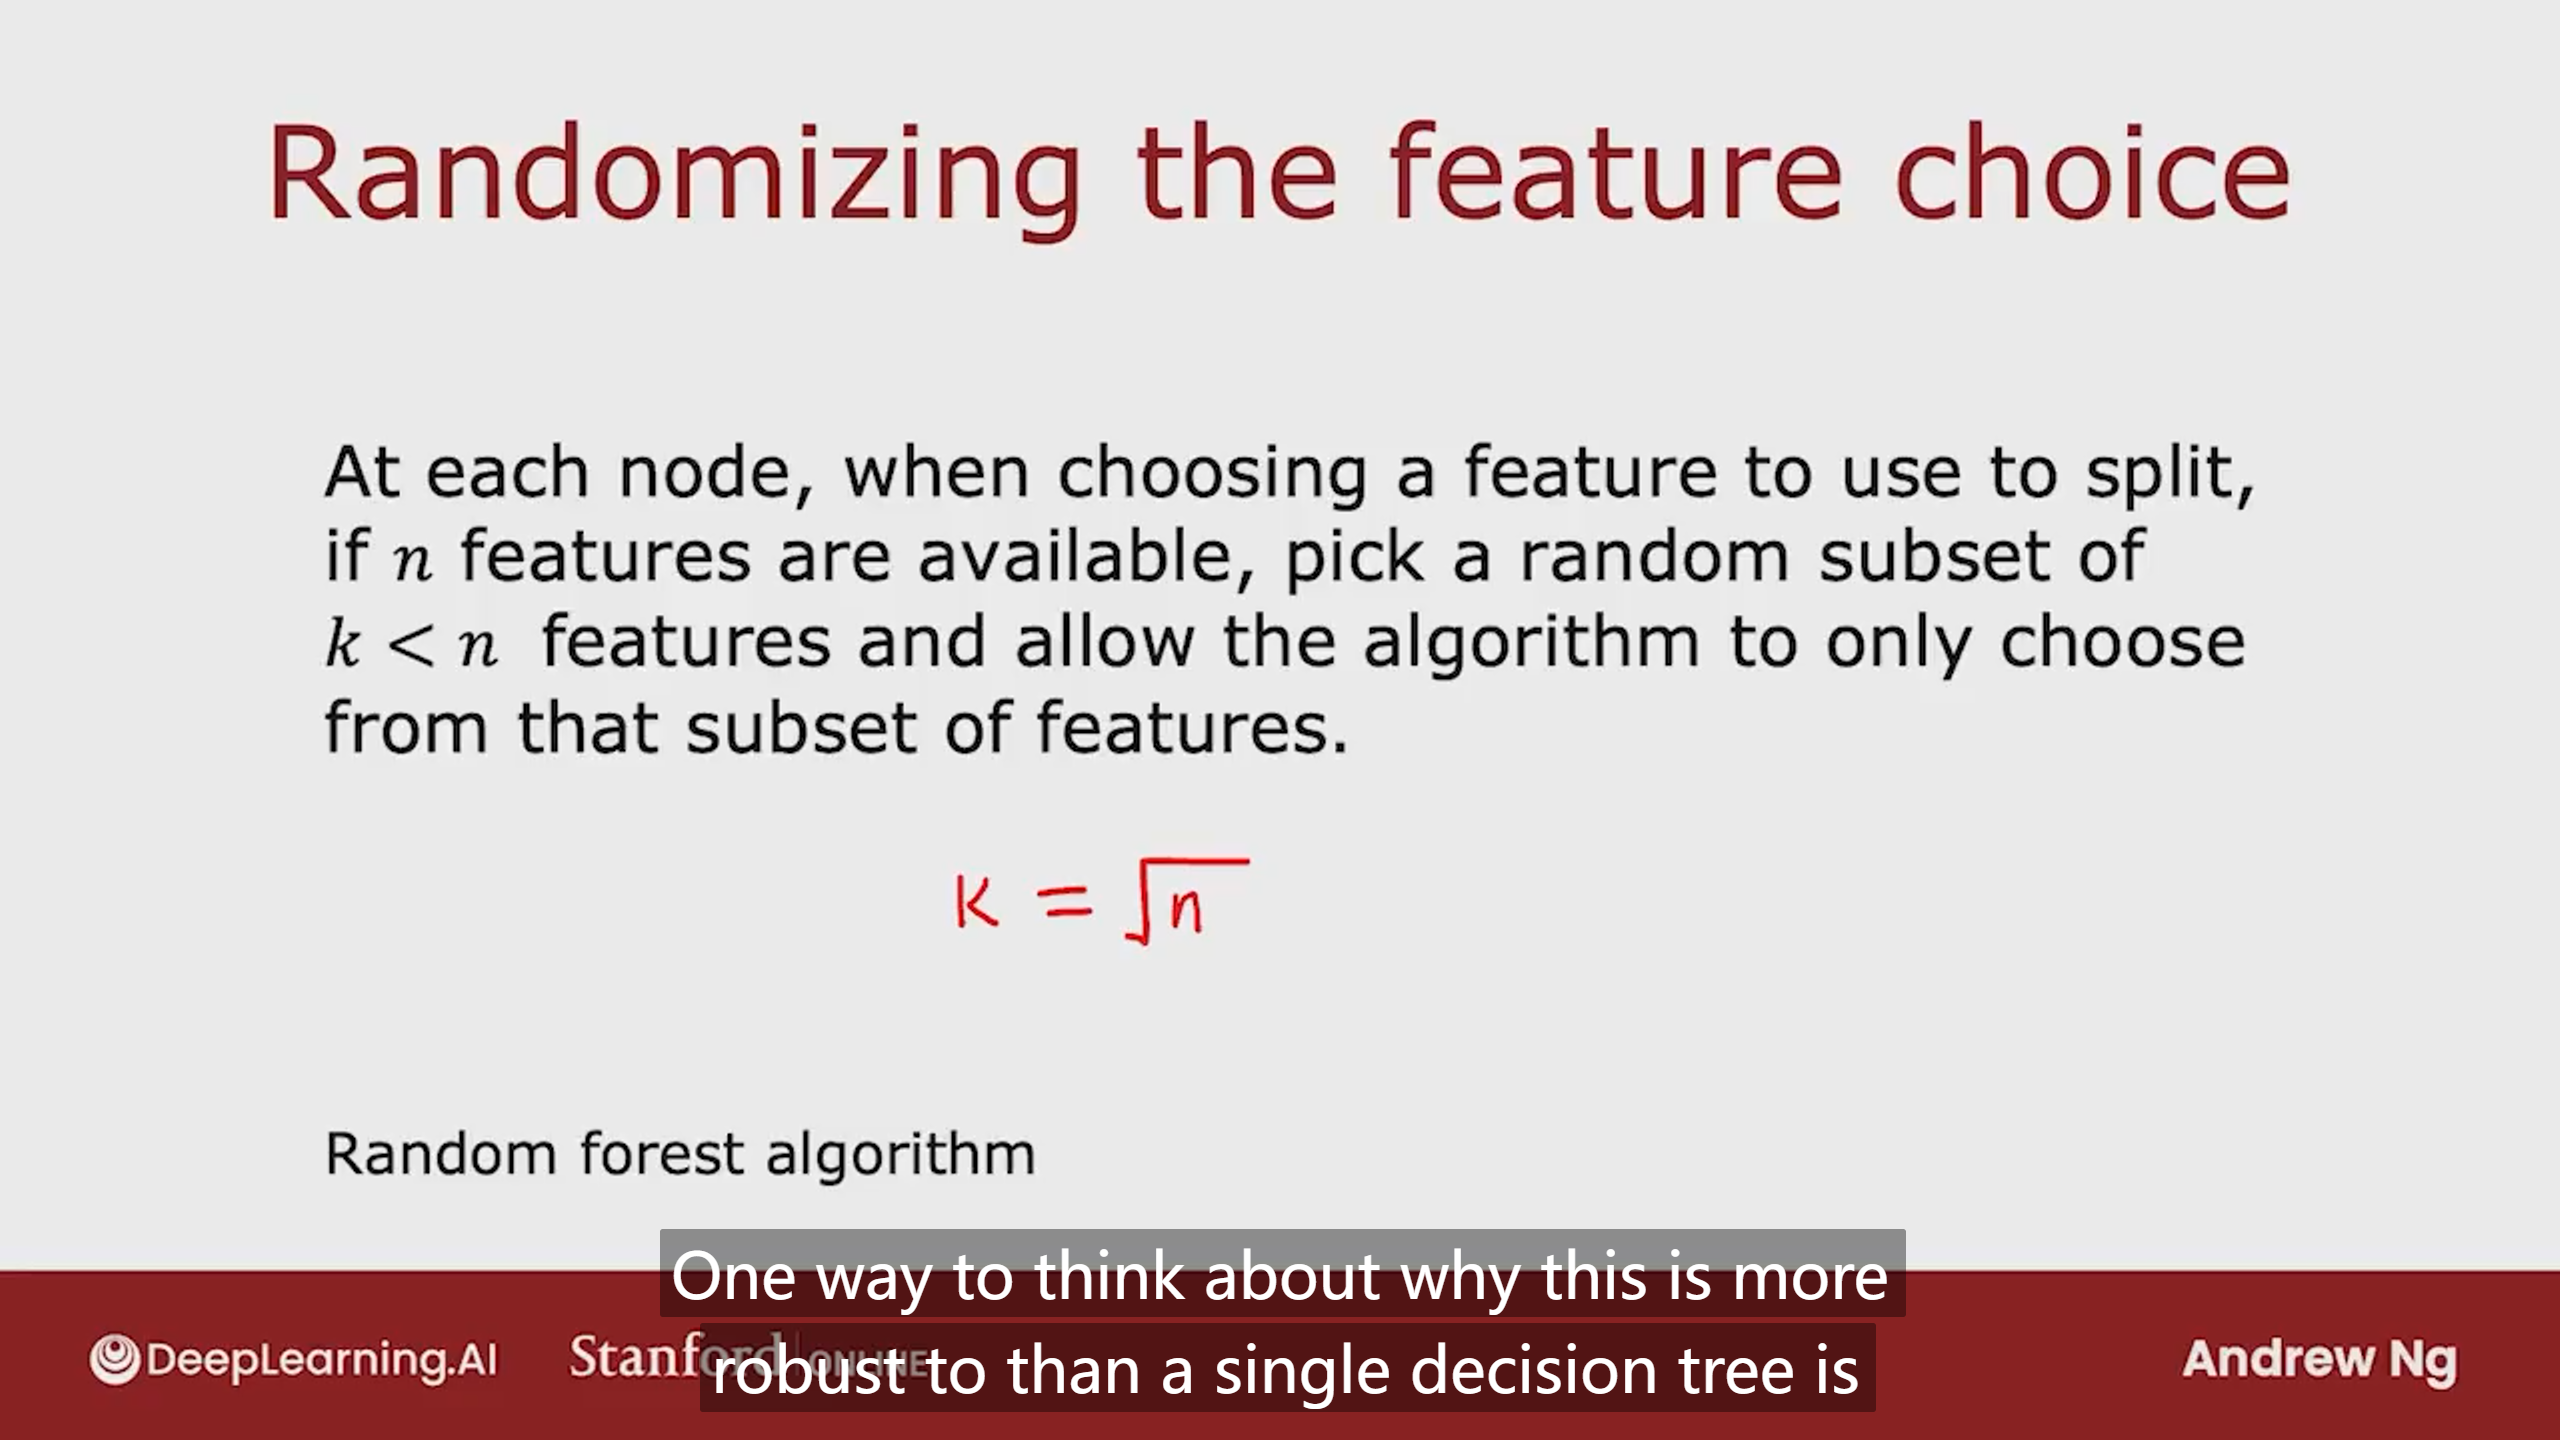 Randomizing the feature choice
At each node, when choosing a feature to use to split,
if n features are available, pick a random subset of
k < n features and allow the algorithm to only choose
from that subset of features.
K = √n
Random forest algorithm
One way to think about why this is more
robust to than a single decision tree is
DeepLearning.AI
Stanford ONLINE
Andrew Ng